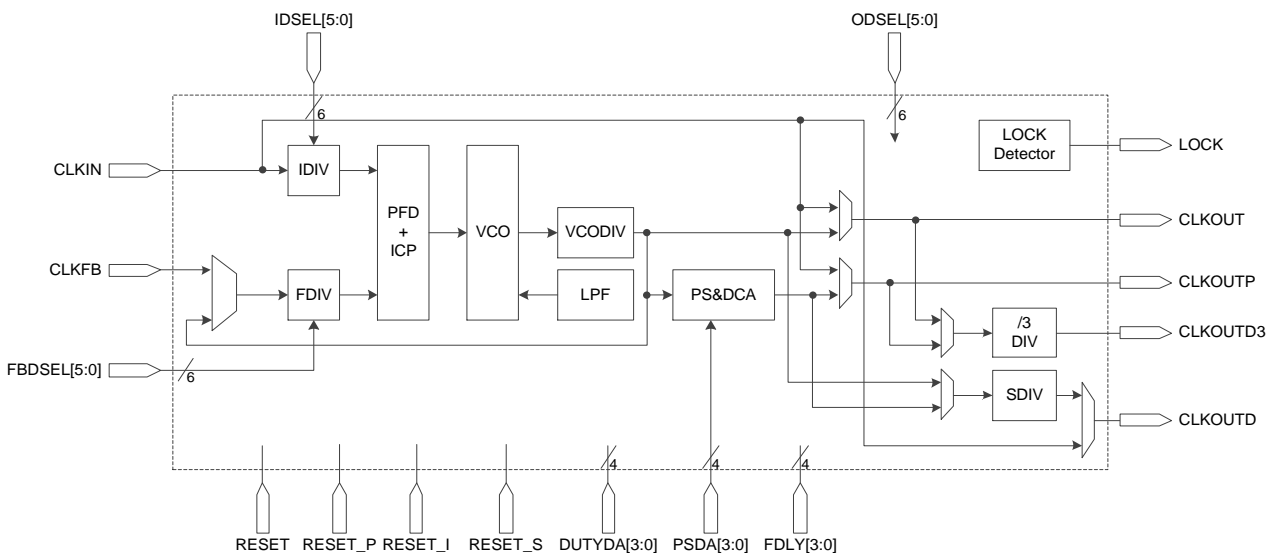 IDSEL[5:0]
ODSEL[5:0]
6
6
LOCK
Detector
LOCK
CLKIN
IDIV
PFD
+
ICP
VCO
VCODIV
CLKOUT
CLKFB
FDIV
LPF
PS&DCA
CLKOUTP
/3
DIV
CLKOUTD3
FBDSEL[5:0]
6
SDIV
CLKOUTD
4
4
4
RESET
RESET_P
RESET_I
RESET_S
DUTYDA[3:0]
PSDA[3:0]
FDLY[3:0]